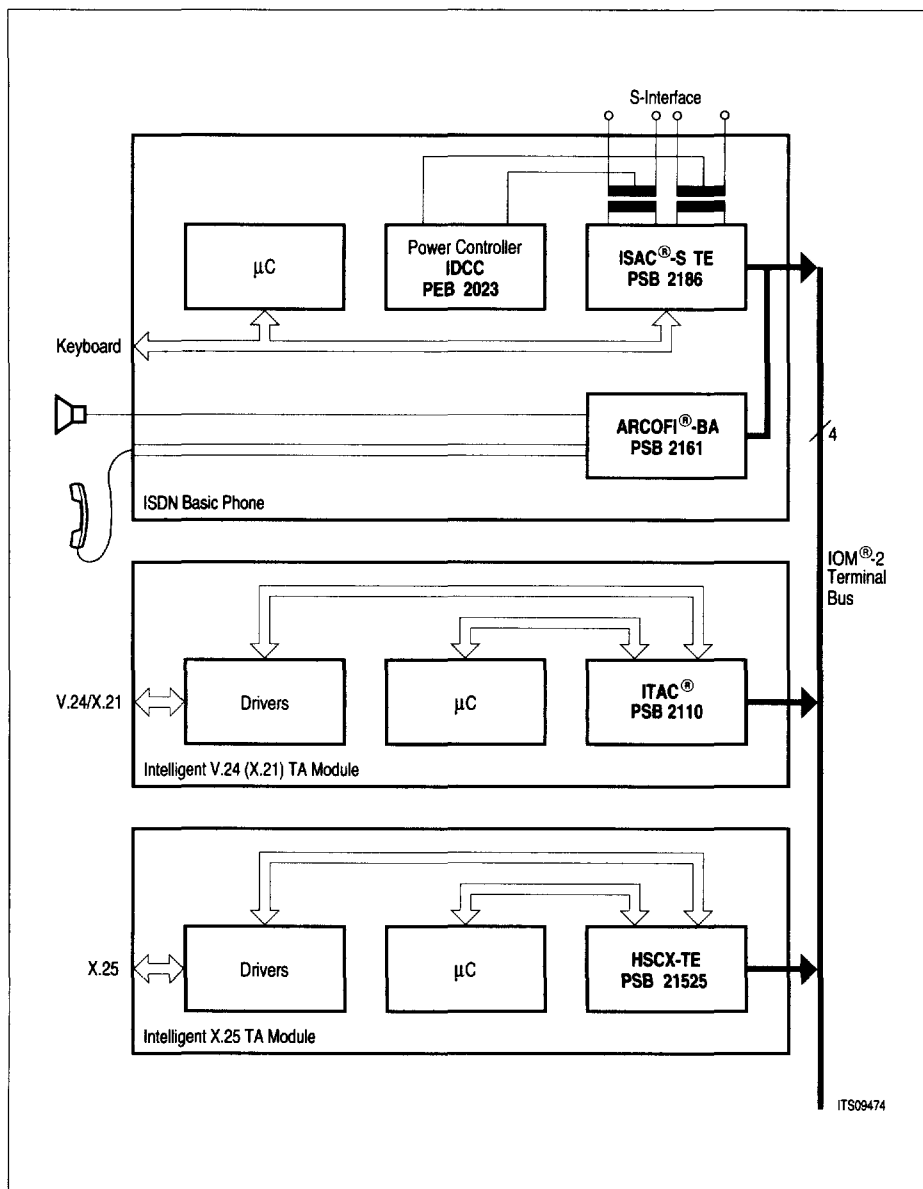 S-Interface
µC
Power Controller
IDCC
PEB 2023
ISAC®-S TE
PSB 2186
Keyboard
ARCOFI®-BA
PSB 2161
4
ISDN Basic Phone
IOM®-2
Terminal
Bus
V.24/X.21
Drivers
µC
ITAC®
PSB 2110
Intelligent V.24 (X.21) TA Module
X.25
Drivers
µC
HSCX-TE
PSB 21525
Intelligent X.25 TA Module
ITS09474